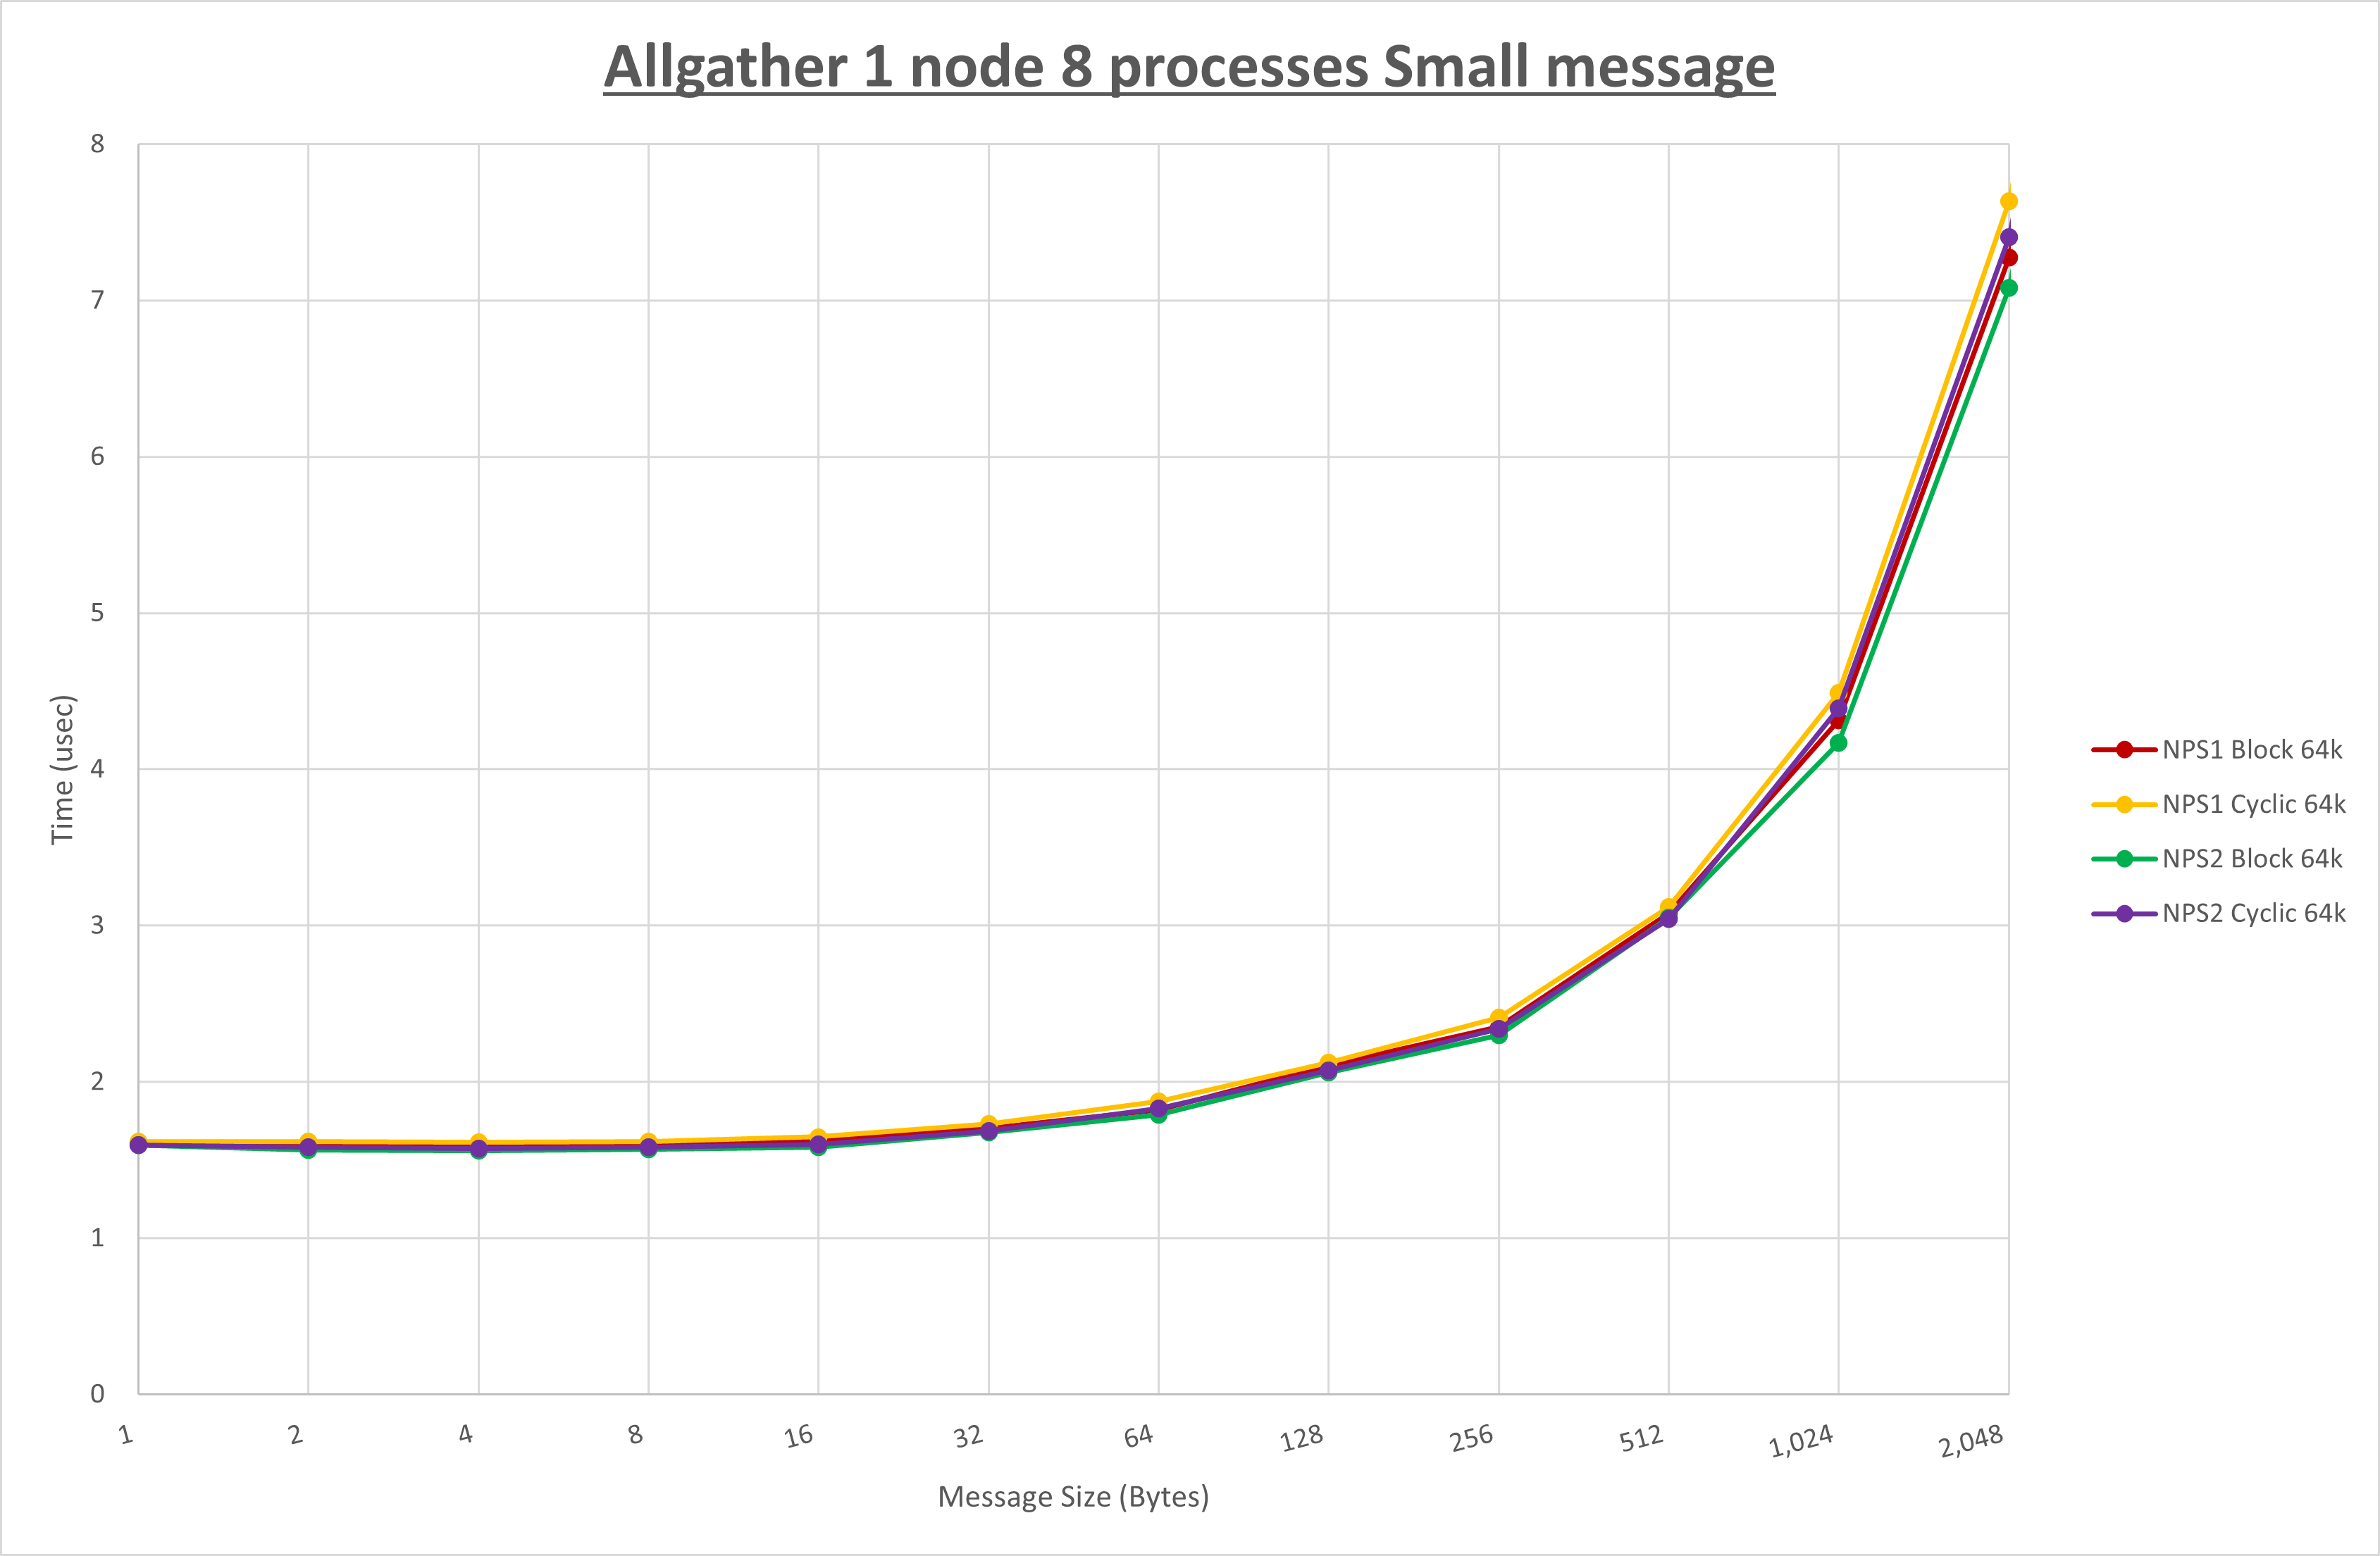 Allgather 1 node 8 processes Small message
8
7
6
5
4
3
2
1
0
Time (usec)
1 2 4 8 16 32 64 128 256 512 1,024 2,048
Message Size (Bytes)
NPS1 Block 64k
NPS1 Cyclic 64k
NPS2 Block 64k
NPS2 Cyclic 64k